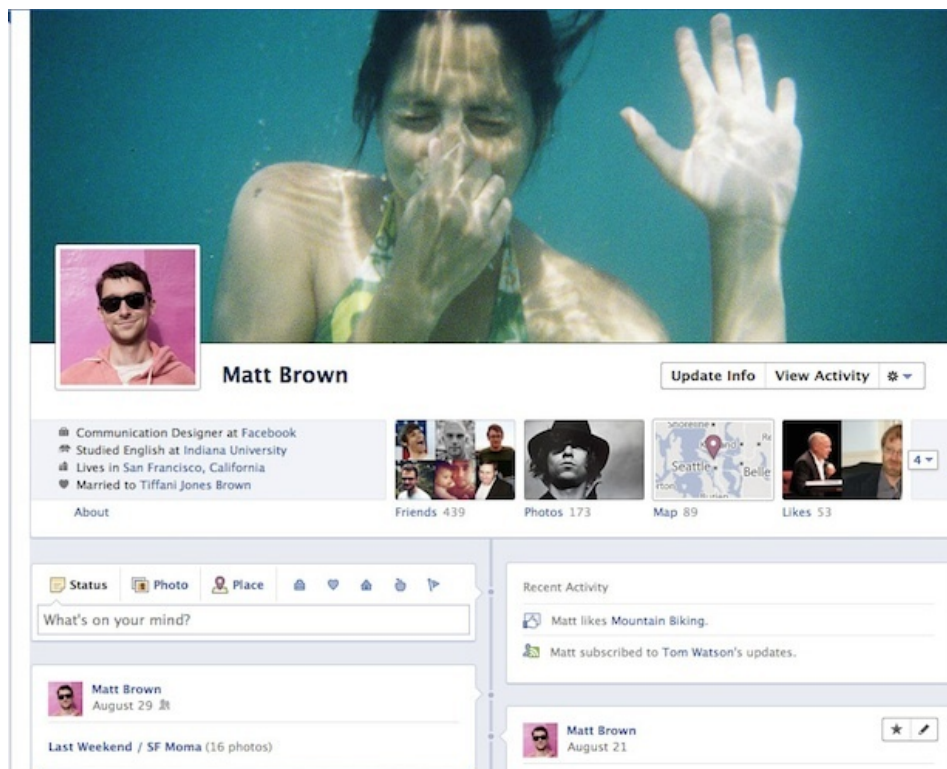 Matt Brown
Update Info
View Activity
Communication Designer at Facebook
Studied English at Indiana University
Lives in San Francisco, California
Married to Tiffani Jones Brown
About
Shoreline
Seattle
Belle
Friends 439
Photos 173
Map 89
Likes 53
4
Status
Photo
Place
What's on your mind?
Matt Brown
August 29
Last Weekend / SF Moma (16 photos)
Recent Activity
Matt likes Mountain Biking.
Matt subscribed to Tom Watson's updates.
Matt Brown
August 21